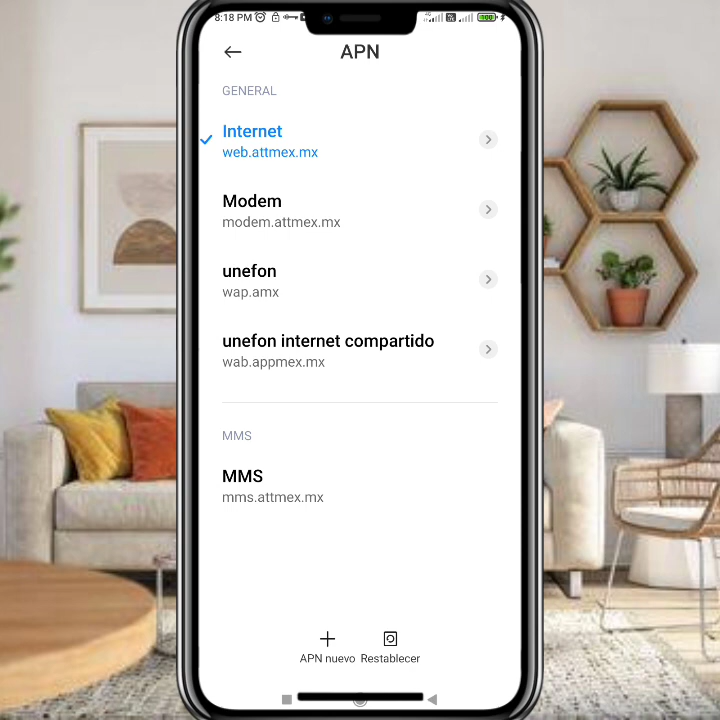 8:18 PM
100
APN
GENERAL
Internet
web.attmex.mx
Modem
modem.attmex.mx
unefon
wap.amx
unefon internet compartido
wab.appmex.mx
MMS
MMS
mms.attmex.mx
APN nuevo Restablecer